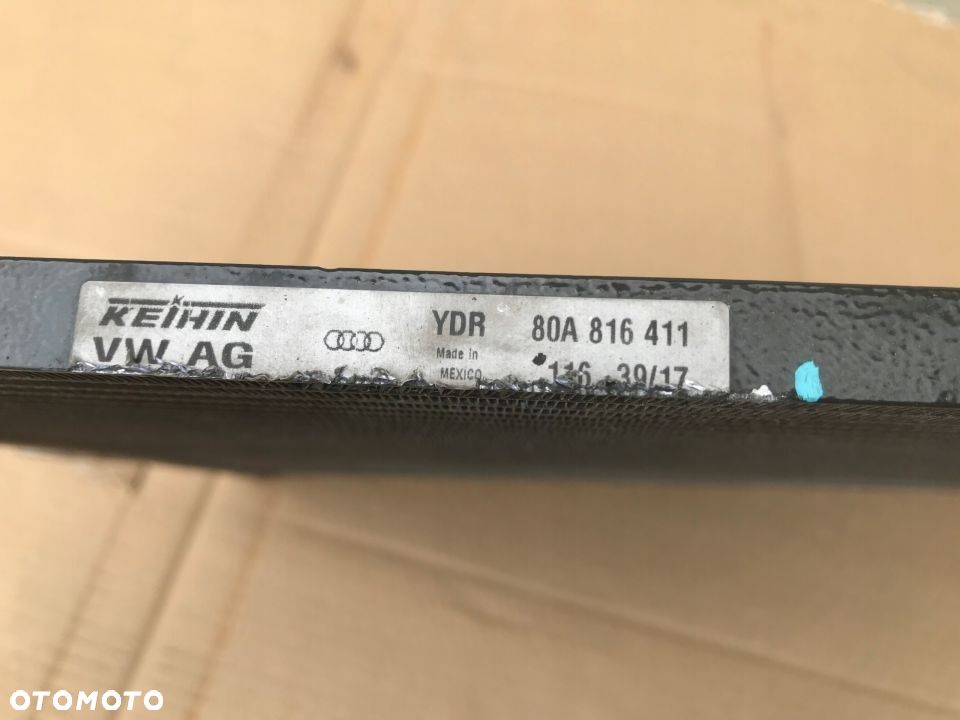 KEIHIN YDR 80A 816 411
VW AG Made in 116 39/17
MEXICO
OTOMOTO